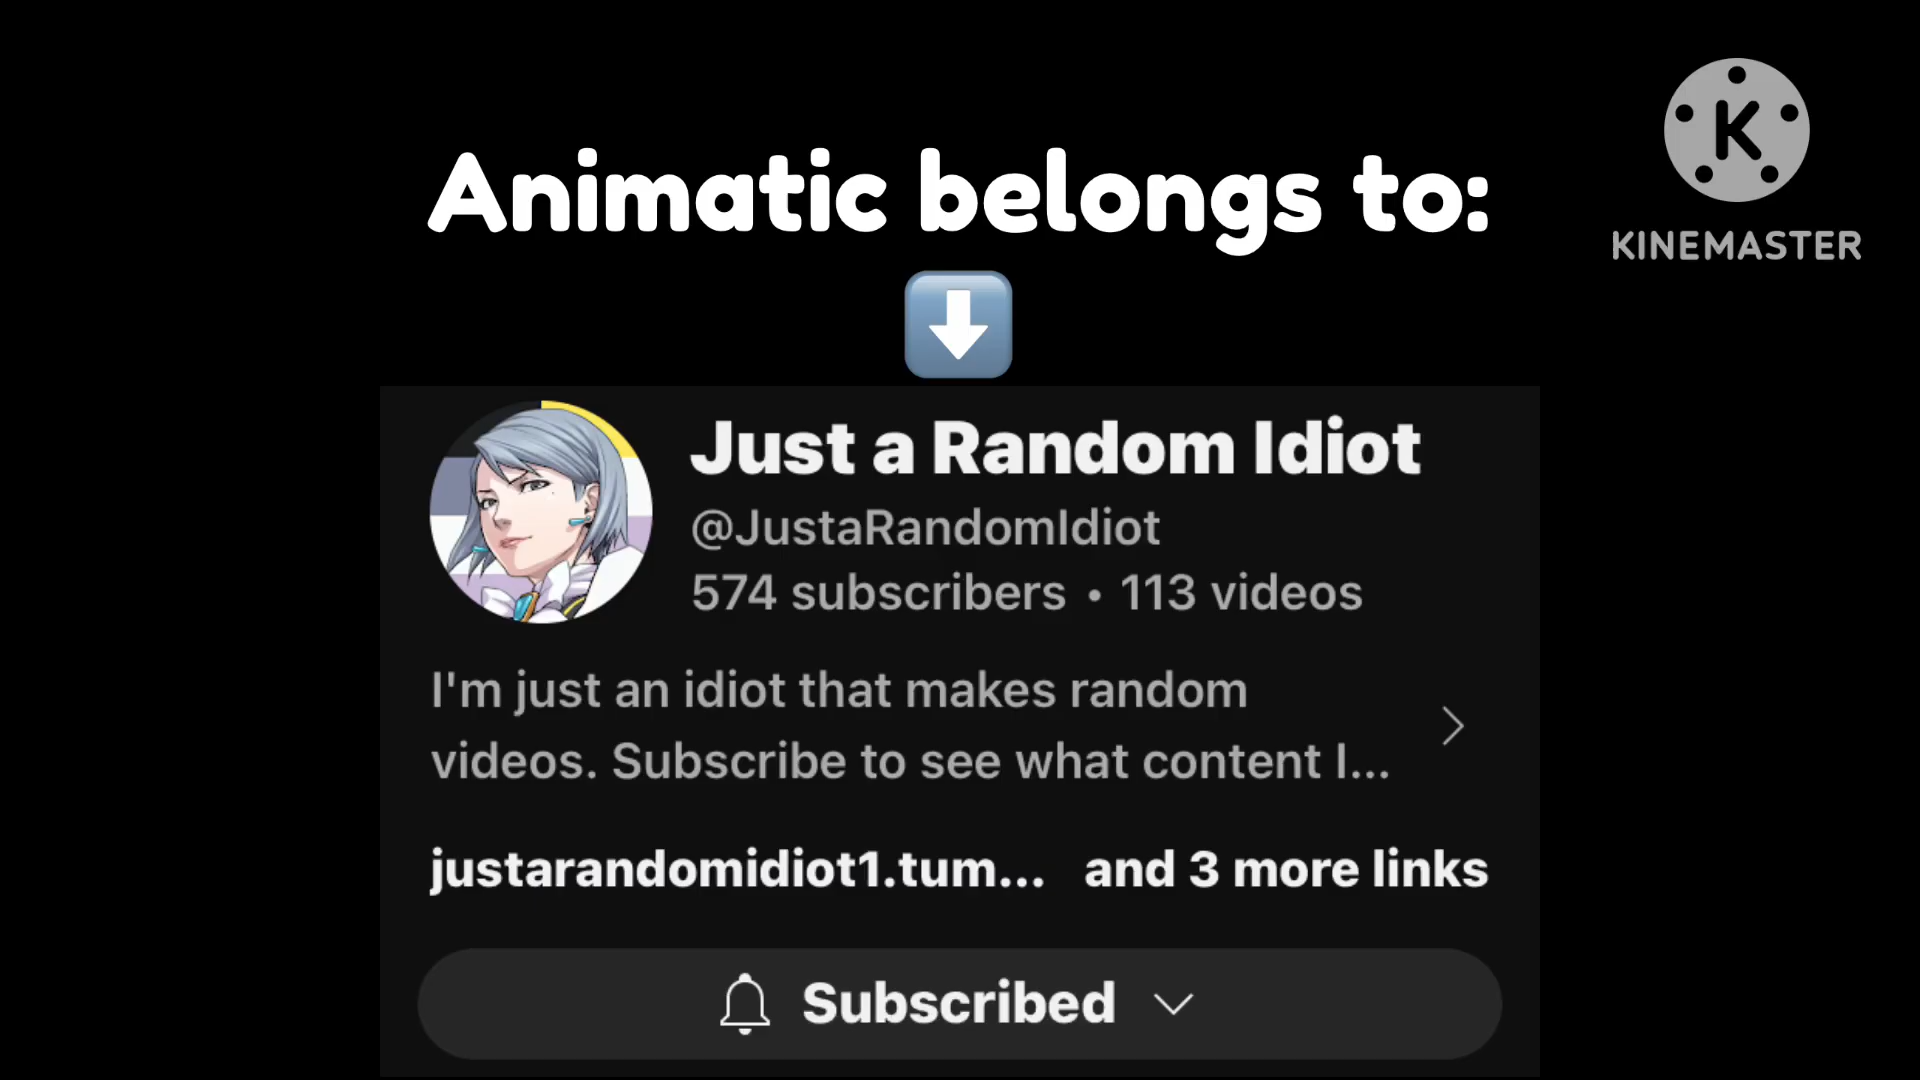 Animatic belongs to:
K
KINEMASTER
Just a Random Idiot
@JustaRandomIdiot
574 subscribers • 113 videos
I'm just an idiot that makes random
videos. Subscribe to see what content I...
justarandomidiot1.tum... and 3 more links
Subscribed